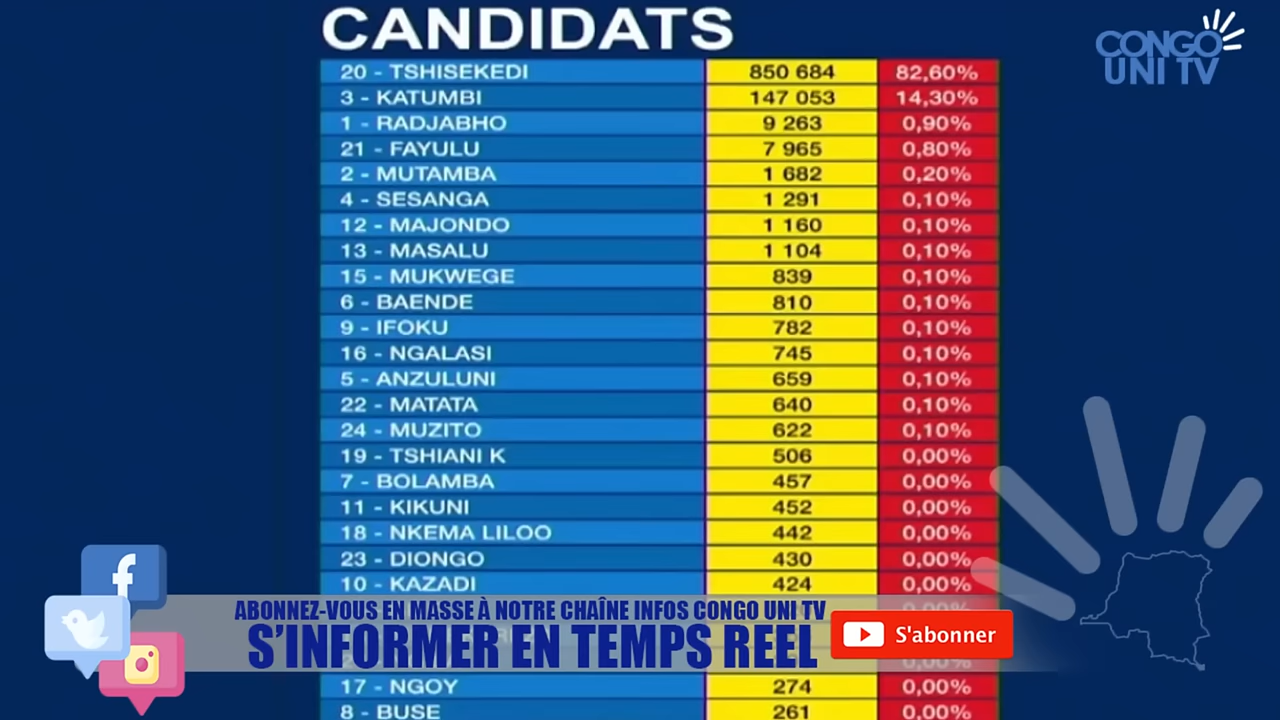 CANDIDATS
CONGO
UNI TV
20 - TSHISEKEDI 850 684 82,60%
3 - KATUMBI 147 053 14,30%
1 - RADJABHO 9 263 0,90%
21 - FAYULU 7 965 0,80%
2 - MUTAMBA 1 682 0,20%
4 - SESANGA 1 291 0,10%
12 - MAJONDO 1 160 0,10%
13 - MASALU 1 104 0,10%
15 - MUKWEGE 839 0,10%
6 - BAENDE 810 0,10%
9 - IFOKU 782 0,10%
16 - NGALASI 745 0,10%
5 - ANZULUNI 659 0,10%
22 - MATATA 640 0,10%
24 - MUZITO 622 0,10%
19 - TSHIANI K 506 0,00%
7 - BOLAMBA 457 0,00%
11 - KIKUNI 452 0,00%
18 - NKEMA LILOO 442 0,00%
23 - DIONGO 430 0,00%
10 - KAZADI 424 0,00%
ABONNEZ-VOUS EN MASSE À NOTRE CHAÎNE INFOS CONGO UNI TV
S'INFORMER EN TEMPS REEL
S'abonner
17 - NGOY 274 0,00%
8 - BUSE 261 0,00%